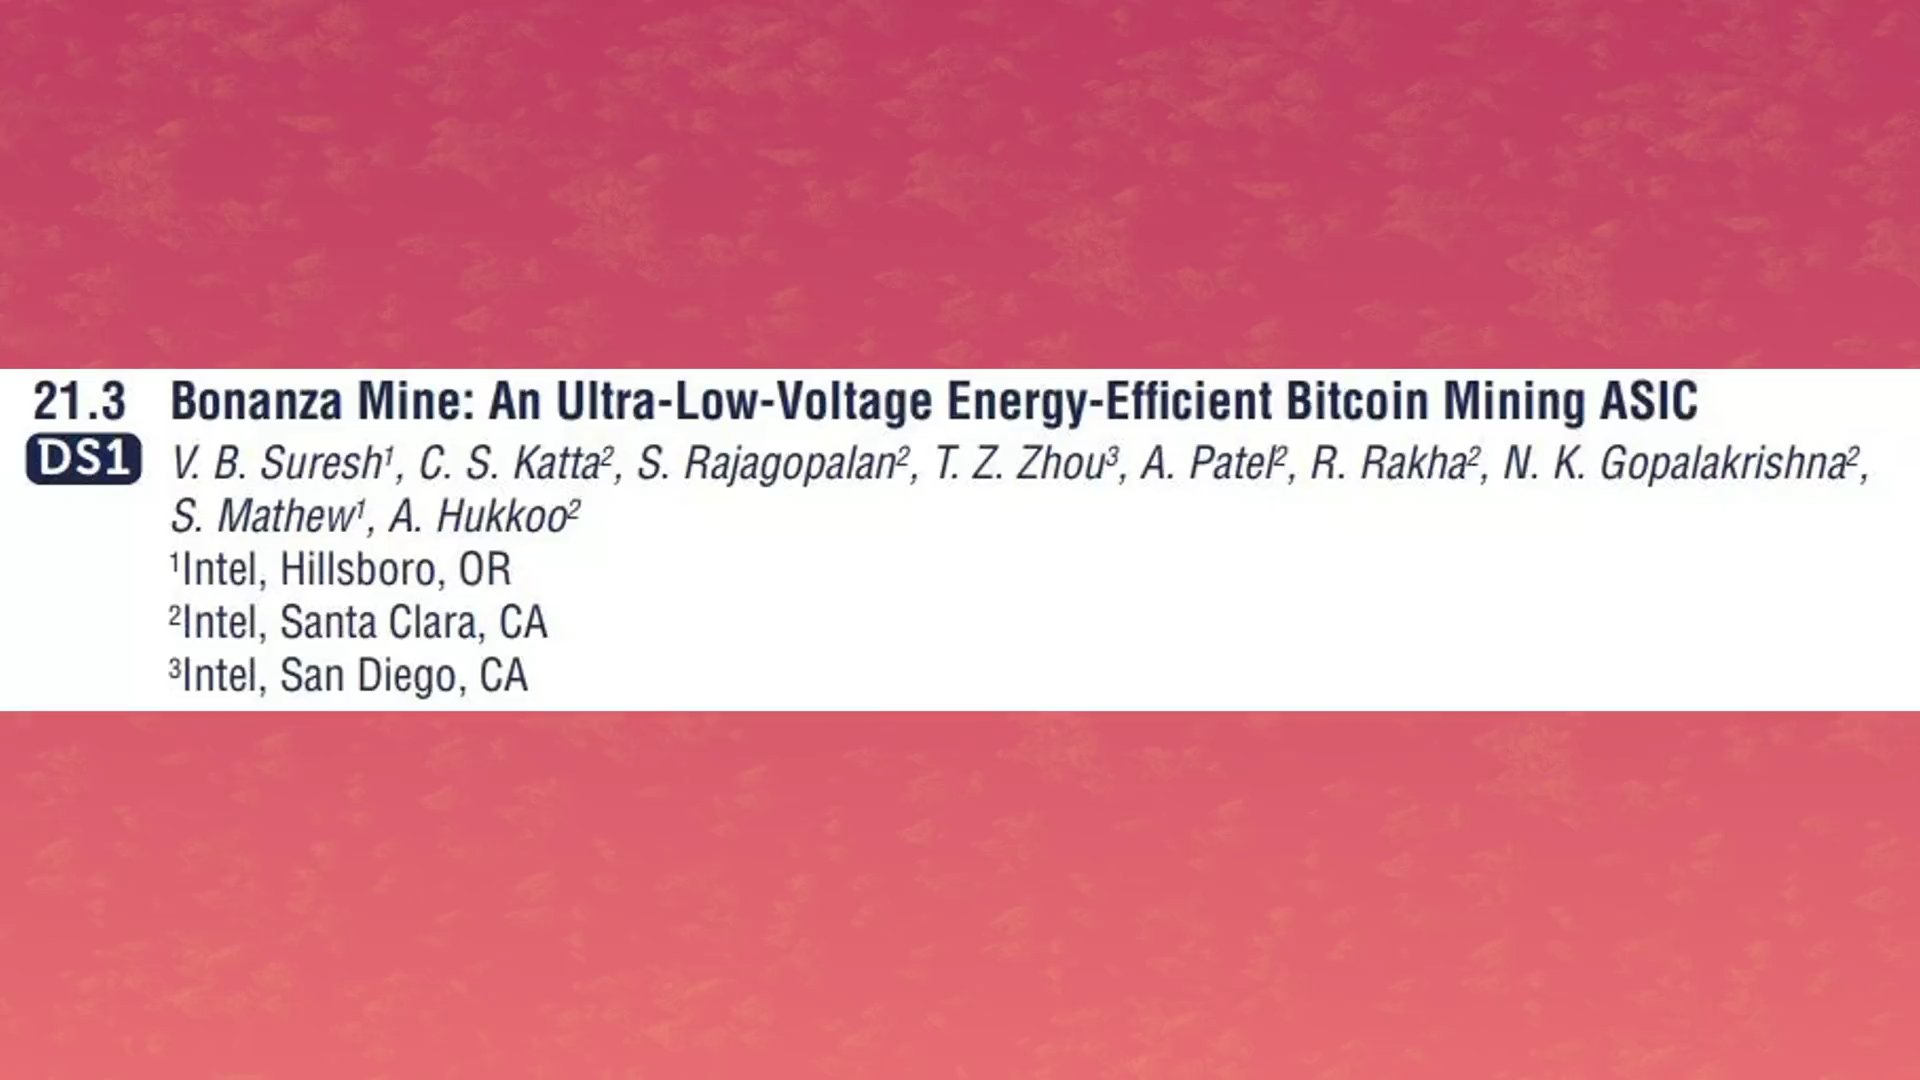 21.3 Bonanza Mine: An Ultra-Low-Voltage Energy-Efficient Bitcoin Mining ASIC
DS1 V. B. Suresh¹, C. S. Katta², S. Rajagopalan², T. Z. Zhou³, A. Patel², R. Rakha², N. K. Gopalakrishna²,
S. Mathew¹, A. Hukkoo²
¹Intel, Hillsboro, OR
²Intel, Santa Clara, CA
³Intel, San Diego, CA